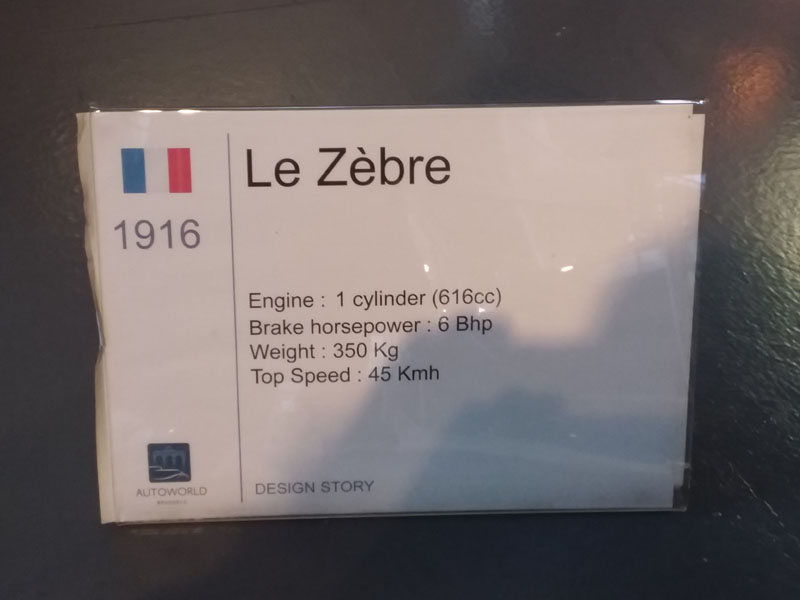 Le Zèbre
1916
Engine : 1 cylinder (616cc)
Brake horsepower : 6 Bhp
Weight : 350 Kg
Top Speed : 45 Kmh
AUTOWORLD
BRUSSELS
DESIGN STORY